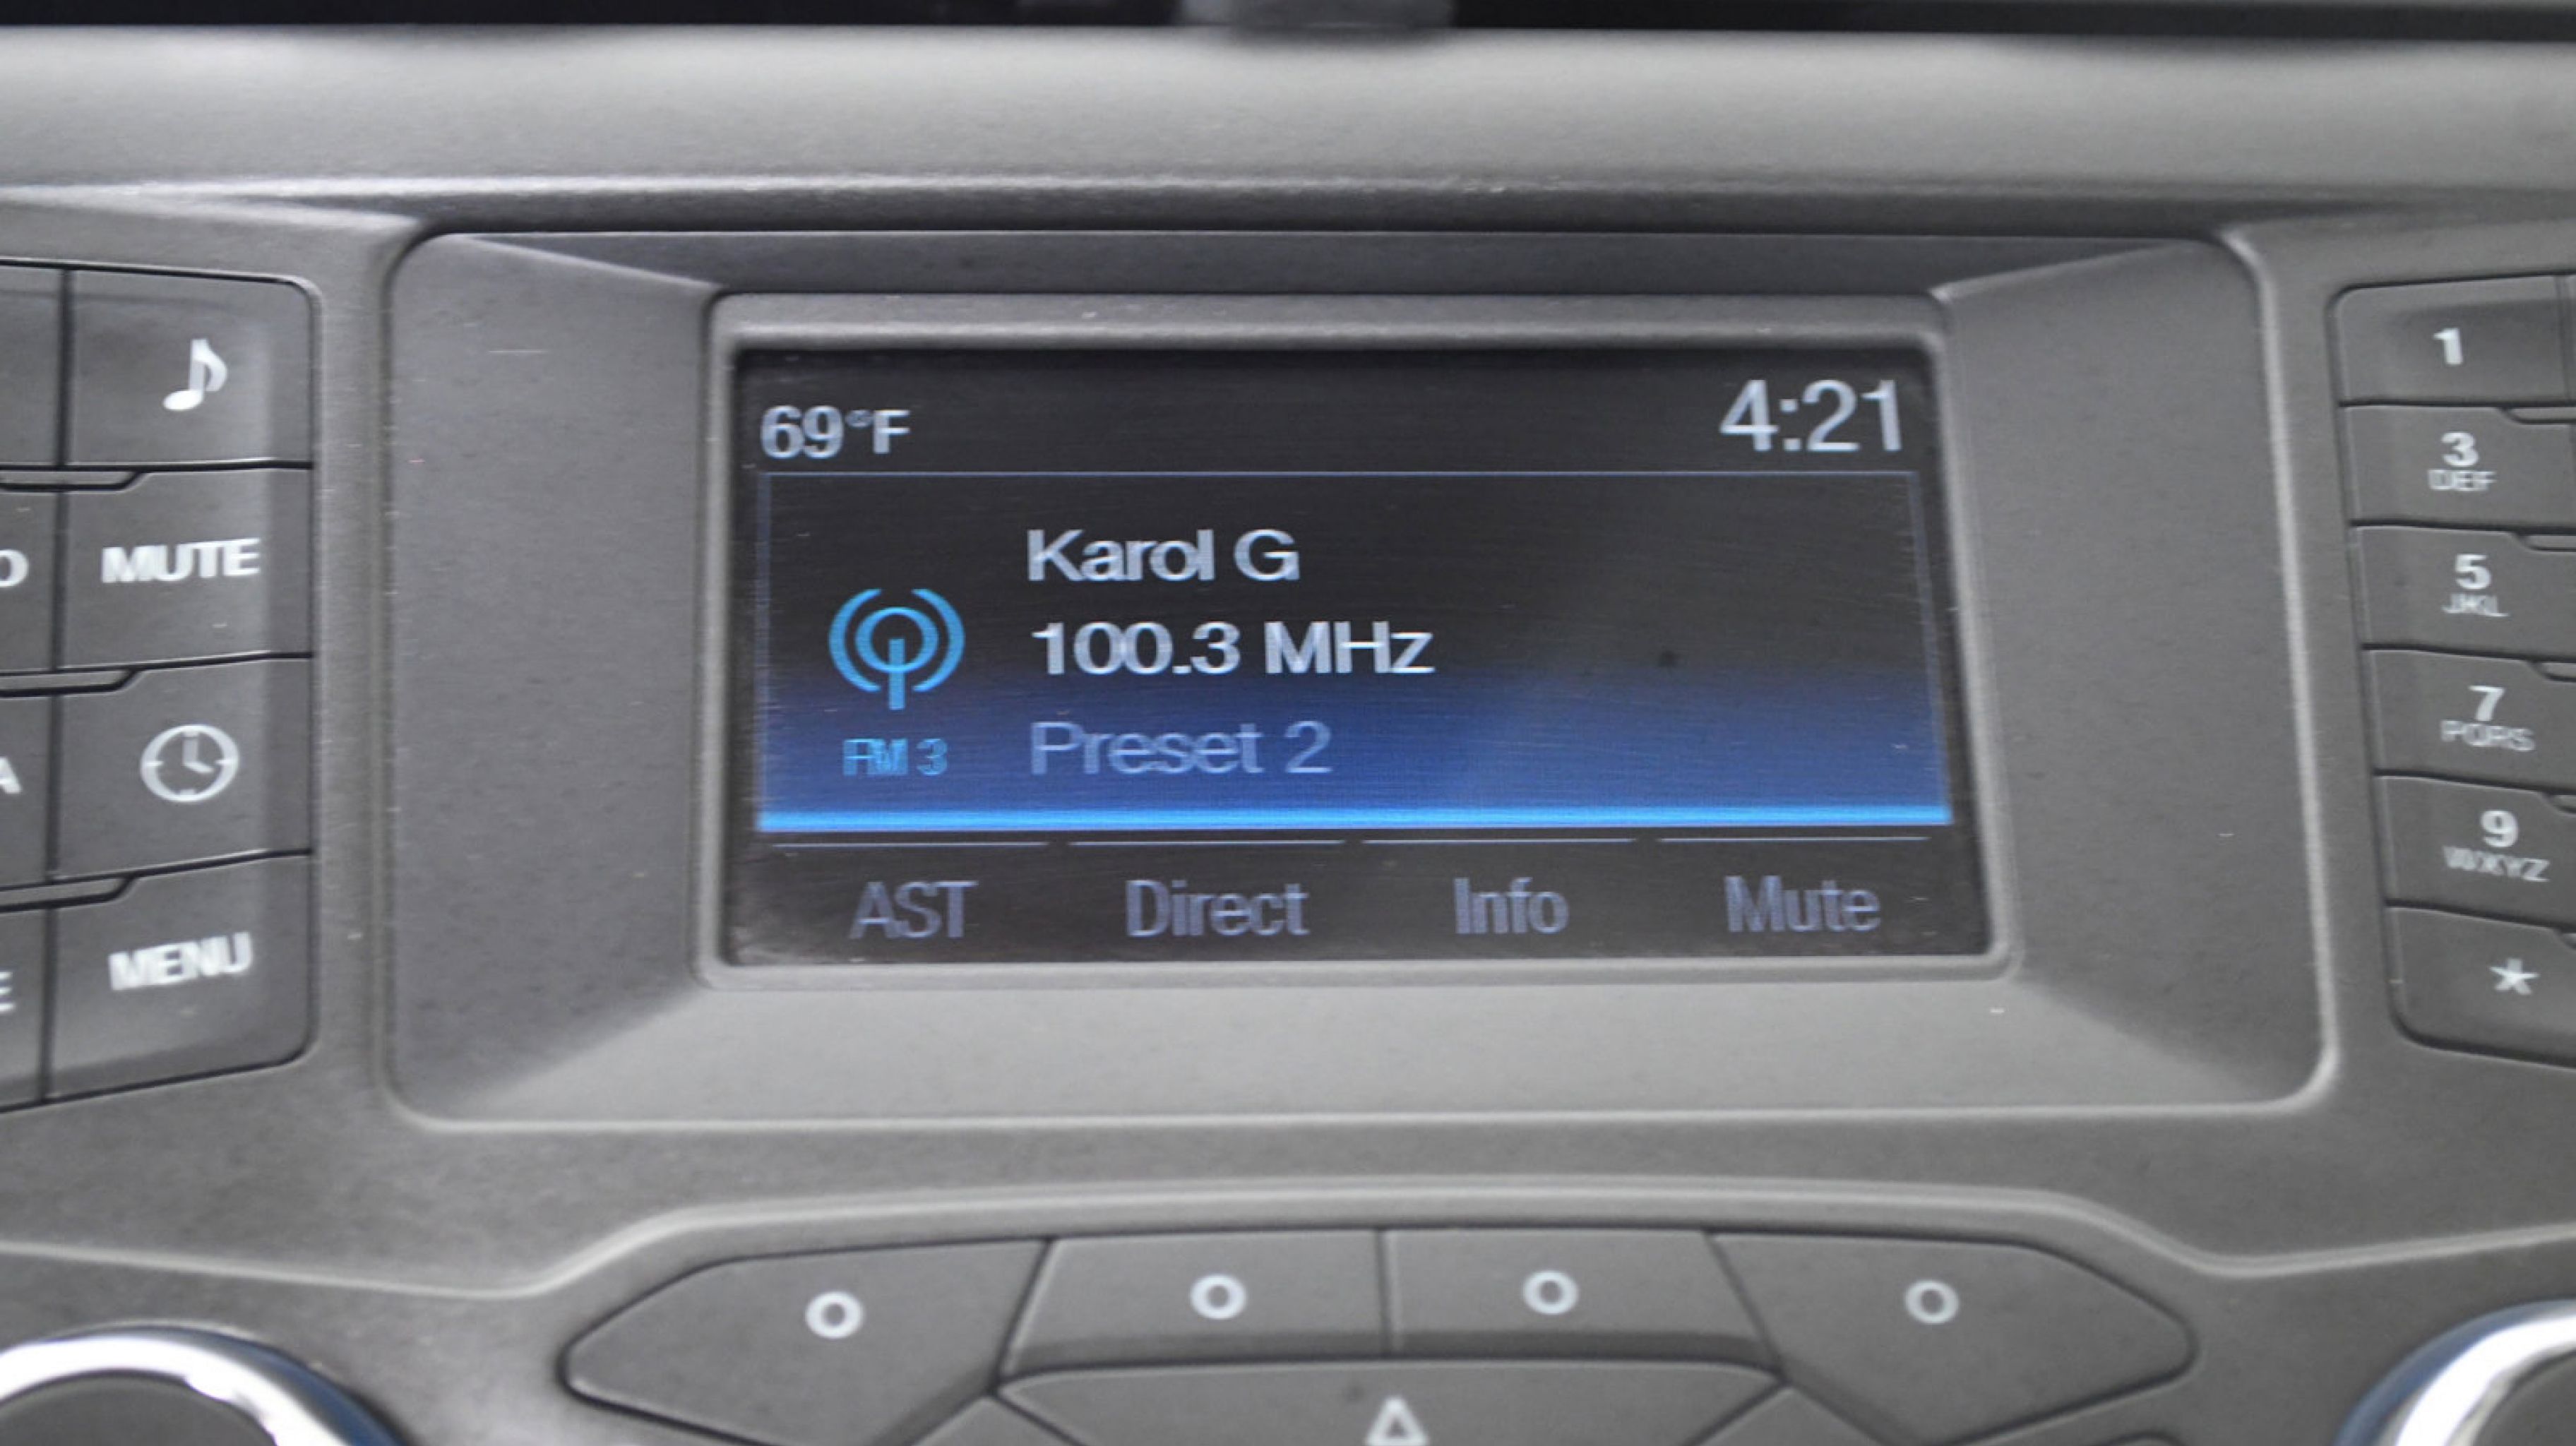 69°F 4:21
Karol G
100.3 MHz
FM 3 Preset 2
AST Direct Info Mute
MUTE
MENU
1
3
DEF
5
JKL
7
PQRS
9
WXYZ
*